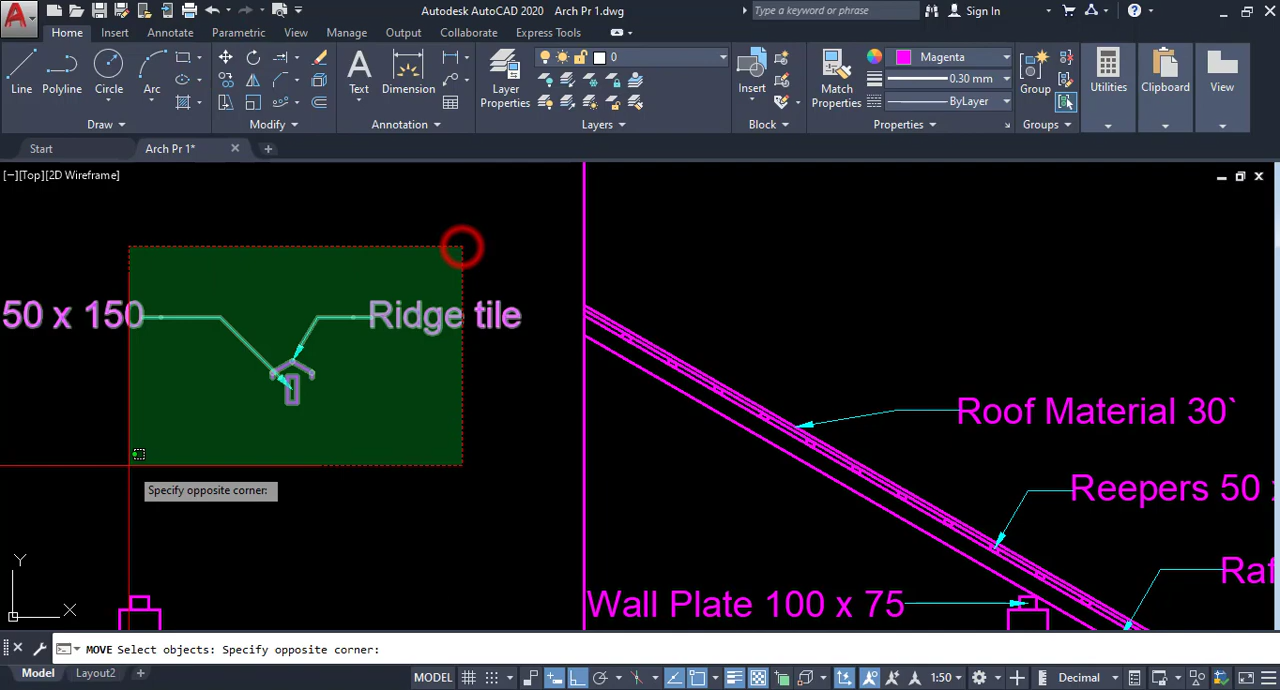 Autodesk AutoCAD 2020 Arch Pr 1.dwg
Type a keyword or phrase
Sign In
Home Insert Annotate Parametric View Manage Output Collaborate Express Tools
Line Polyline Circle Arc
Text Dimension
Layer Properties
0
Insert
Match Properties
Magenta
0.30 mm
ByLayer
Group
Utilities
Clipboard
View
Draw Modify Annotation Layers Block Properties Groups
Start Arch Pr 1*
[−][Top][2D Wireframe]
50 x 150
Ridge tile
Roof Material 30`
Reepers 50
Specify opposite corner:
Raf
Wall Plate 100 x 75
Y
X
MOVE Select objects: Specify opposite corner:
Model Layout2
MODEL
1:50
Decimal